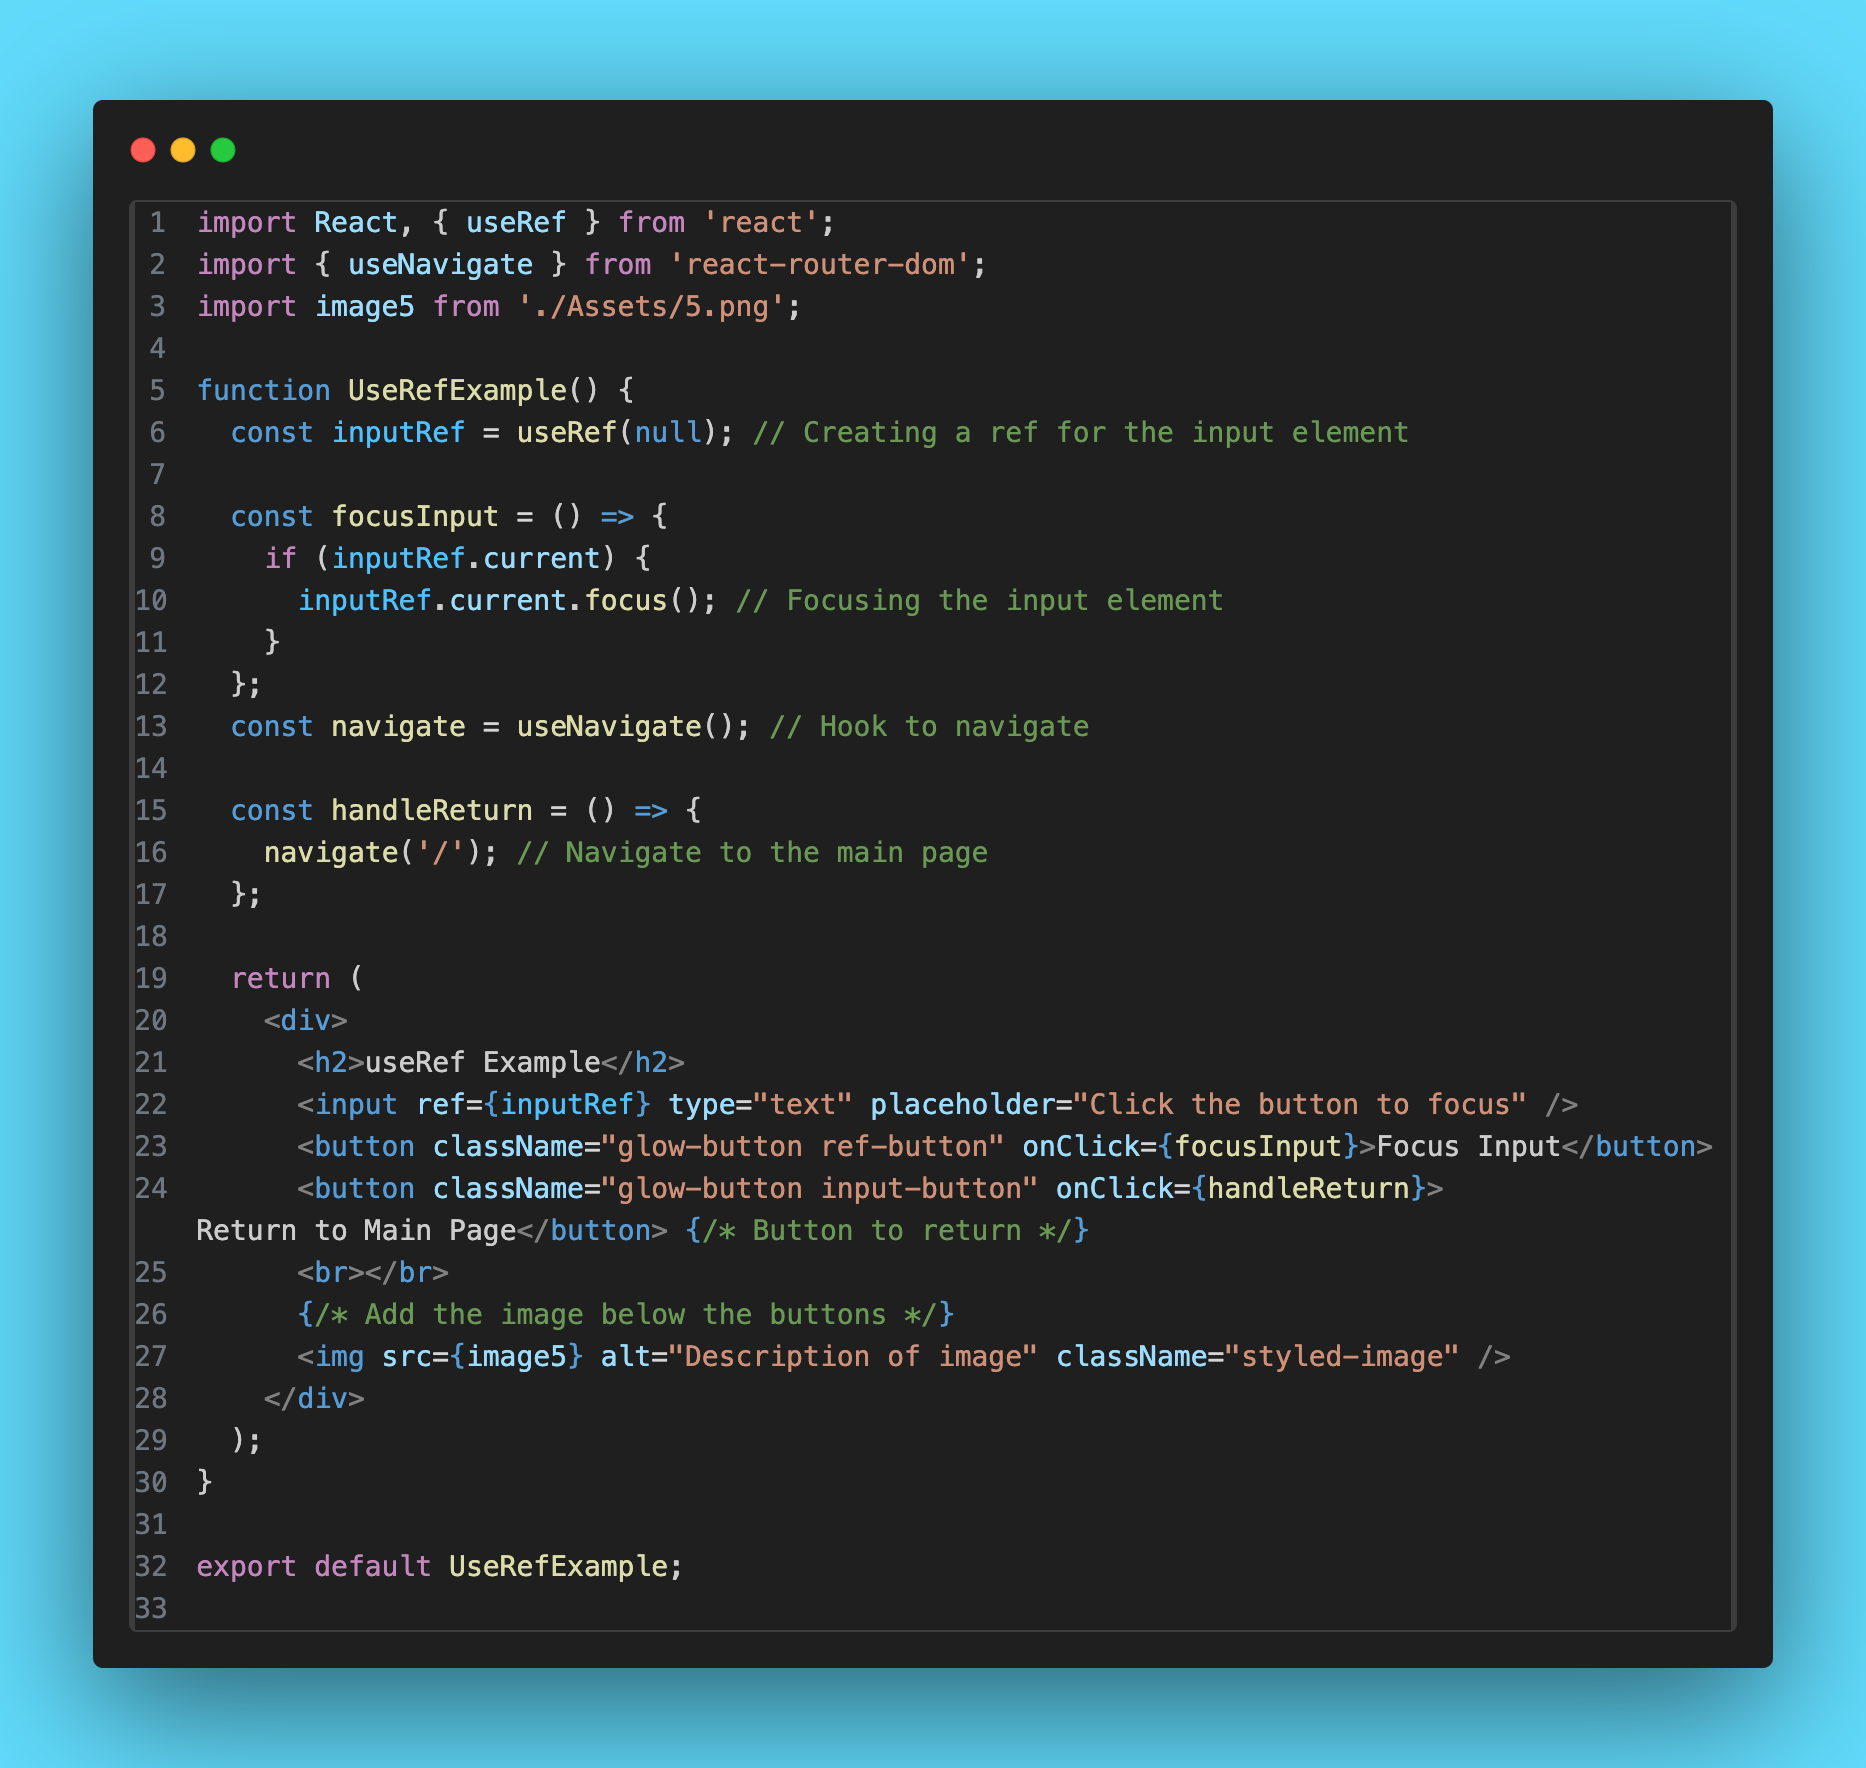 1 import React, { useRef } from 'react';
2 import { useNavigate } from 'react-router-dom';
3 import image5 from './Assets/5.png';
4
5 function UseRefExample() {
6   const inputRef = useRef(null); // Creating a ref for the input element
7
8   const focusInput = () => {
9     if (inputRef.current) {
10       inputRef.current.focus(); // Focusing the input element
11     }
12   };
13   const navigate = useNavigate(); // Hook to navigate
14
15   const handleReturn = () => {
16     navigate('/'); // Navigate to the main page
17   };
18
19   return (
20     <div>
21       <h2>useRef Example</h2>
22       <input ref={inputRef} type="text" placeholder="Click the button to focus" />
23       <button className="glow-button ref-button" onClick={focusInput}>Focus Input</button>
24       <button className="glow-button input-button" onClick={handleReturn}>
Return to Main Page</button> {/* Button to return */}
25       <br></br>
26       {/* Add the image below the buttons */}
27       <img src={image5} alt="Description of image" className="styled-image" />
28     </div>
29   );
30 }
31
32 export default UseRefExample;
33